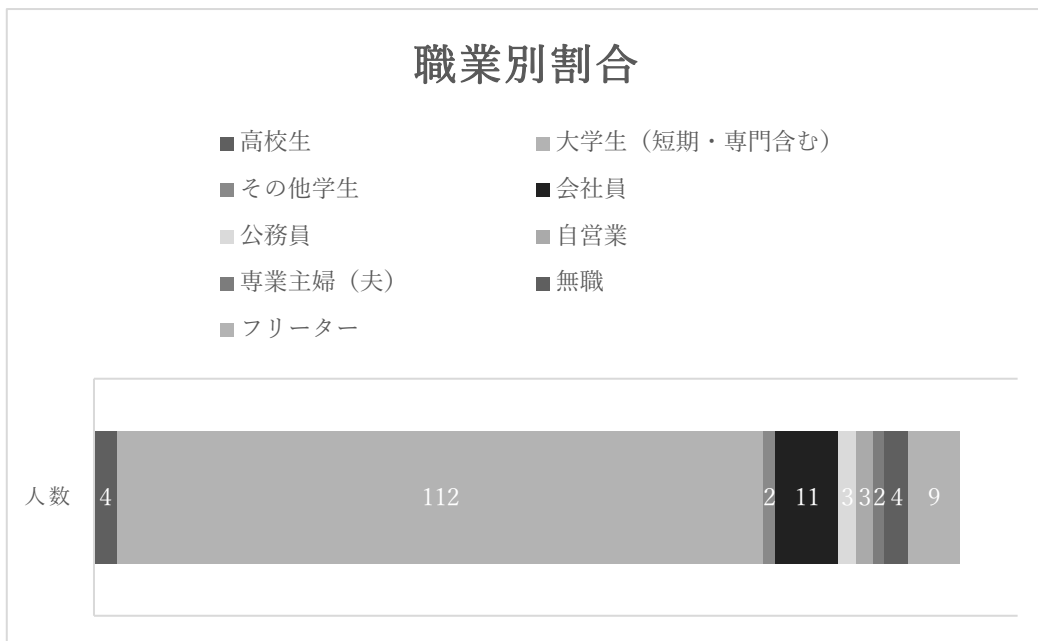 職業別割合
高校生 大学生（短期・専門含む）
その他学生 会社員
公務員 自営業
専業主婦（夫） 無職
フリーター
人数 4 112 2 11 3 3 2 4 9